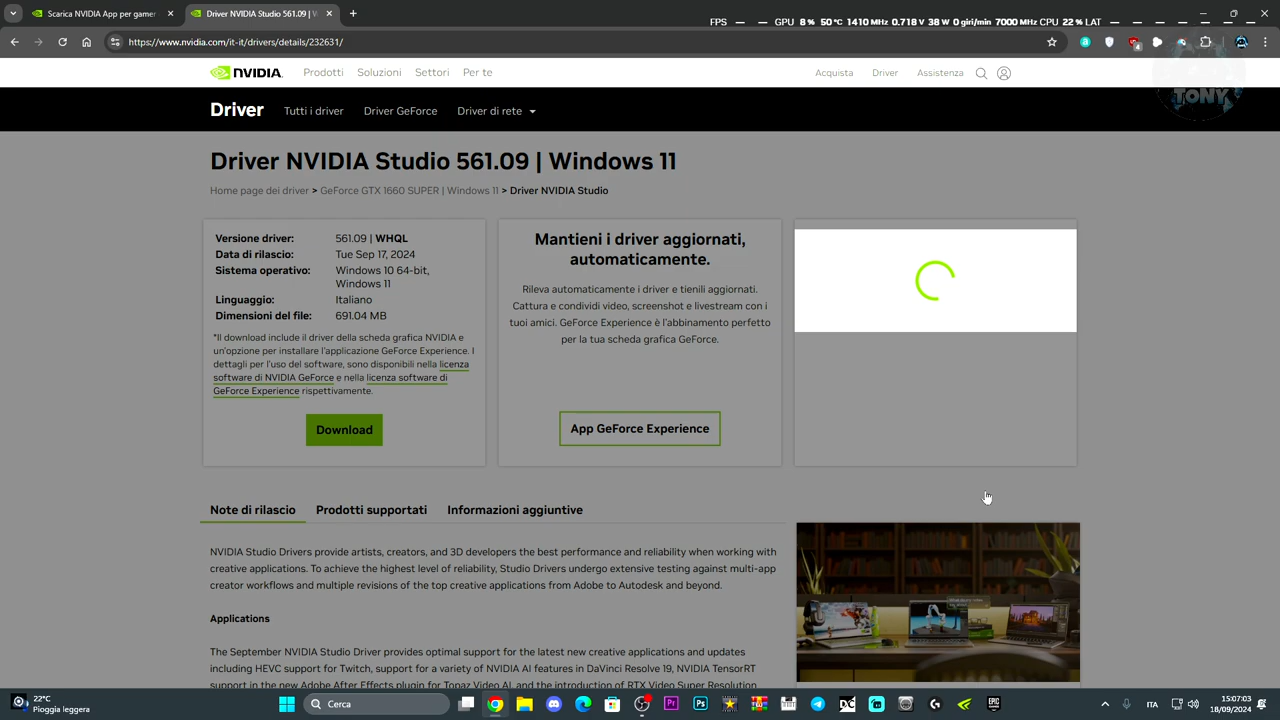 Scarica NVIDIA App per gamer
Driver NVIDIA Studio 561.09 | W
FPS — — GPU 8 % 50 °C 1410 MHz 0.718 V 38 W 0 giri/min 7000 MHz CPU 22 % LAT — — — — —
https://www.nvidia.com/it-it/drivers/details/232631/
4
NVIDIA.
Prodotti
Soluzioni
Settori
Per te
Acquista
Driver
Assistenza
TONY
Driver
Tutti i driver
Driver GeForce
Driver di rete
Driver NVIDIA Studio 561.09 | Windows 11
Home page dei driver > GeForce GTX 1660 SUPER | Windows 11 > Driver NVIDIA Studio
Versione driver: 561.09 | WHQL
Data di rilascio: Tue Sep 17, 2024
Sistema operativo: Windows 10 64-bit,
Windows 11
Linguaggio: Italiano
Dimensioni del file: 691.04 MB
*Il download include il driver della scheda grafica NVIDIA e
un'opzione per installare l'applicazione GeForce Experience. I
dettagli per l'uso del software, sono disponibili nella licenza
software di NVIDIA GeForce e nella licenza software di
GeForce Experience rispettivamente.
Download
Mantieni i driver aggiornati,
automaticamente.
Rileva automaticamente i driver e tienili aggiornati.
Cattura e condividi video, screenshot e livestream con i
tuoi amici. GeForce Experience è l'abbinamento perfetto
per la tua scheda grafica GeForce.
App GeForce Experience
Note di rilascio
Prodotti supportati
Informazioni aggiuntive
NVIDIA Studio Drivers provide artists, creators, and 3D developers the best performance and reliability when working with
creative applications. To achieve the highest level of reliability, Studio Drivers undergo extensive testing against multi-app
creator workflows and multiple revisions of the top creative applications from Adobe to Autodesk and beyond.
Applications
The September NVIDIA Studio Driver provides optimal support for the latest new creative applications and updates
including HEVC support for Twitch, support for a variety of NVIDIA AI features in DaVinci Resolve 19, NVIDIA TensorRT
support in the new Adobe After Effects plugin for Topaz Video AI, and the introduction of RTX Video Super Resolution
22°C
Pioggia leggera
Cerca
Pr
Ps
EPIC
ITA
15:07:03
18/09/2024